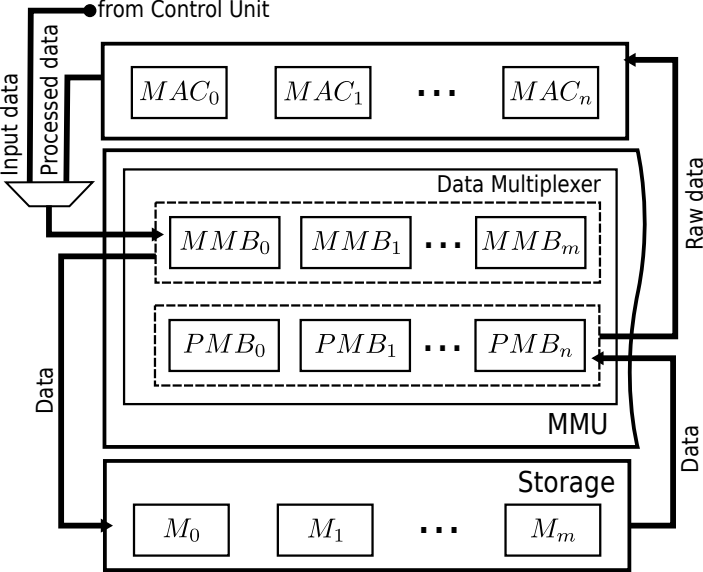 from Control Unit
Input data
Processed data
MAC₀ MAC₁ ... MACₙ
Raw data
Data Multiplexer
MMB₀ MMB₁ ... MMBₘ
PMB₀ PMB₁ ... PMBₙ
MMU
Data
Data
Storage
M₀ M₁ ... Mₘ